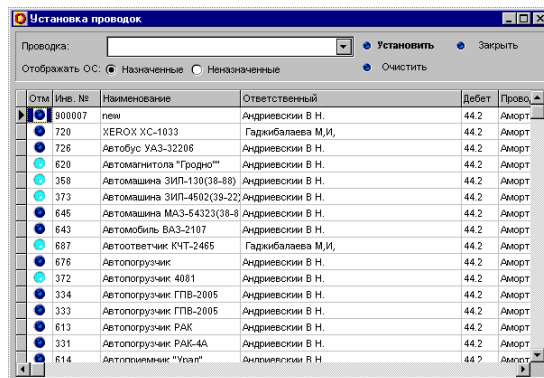 Установка проводок
Проводка: Установить Закрыть
Отображать ОС: Назначенные Неназначенные Очистить
Отм Инв. № Наименование Ответственный Дебет Провод
900007 new Андриевскии В Н. 44.2 Аморт
720 XEROX XC-1033 Гаджибалаева М,И, 44.2 Аморт
726 Автобус УАЗ-32206 Андриевскии В Н. 44.2 Аморт
620 Автомагнитола "Гродно"" Андриевскии В Н. 44.2 Аморт
358 Автомашина ЗИЛ-130(38-88) Андриевскии В Н. 44.2 Аморт
373 Автомашина ЗИЛ-4502(39-22) Андриевскии В Н. 44.2 Аморт
645 Автомашина МАЗ-54323(38-8 Андриевскии В Н. 44.2 Аморт
643 Автомобиль ВАЗ-2107 Андриевскии В Н. 44.2 Аморт
687 Автоответчик КЧТ-2465 Гаджибалаева М,И, 44.2 Аморт
676 Автопогрузчик Андриевскии В Н. 44.2 Аморт
372 Автопогрузчик 4081 Андриевскии В Н. 44.2 Аморт
334 Автопогрузчик ГПВ-2005 Андриевскии В Н. 44.2 Аморт
333 Автопогрузчик ГПВ-2005 Андриевскии В Н. 44.2 Аморт
613 Автопогрузчик РАК Андриевскии В Н. 44.2 Аморт
331 Автопогрузчик РАК-4А Андриевскии В Н. 44.2 Аморт
614 Автоприемник "Урал" Андриевскии В Н. 44.2 Аморт